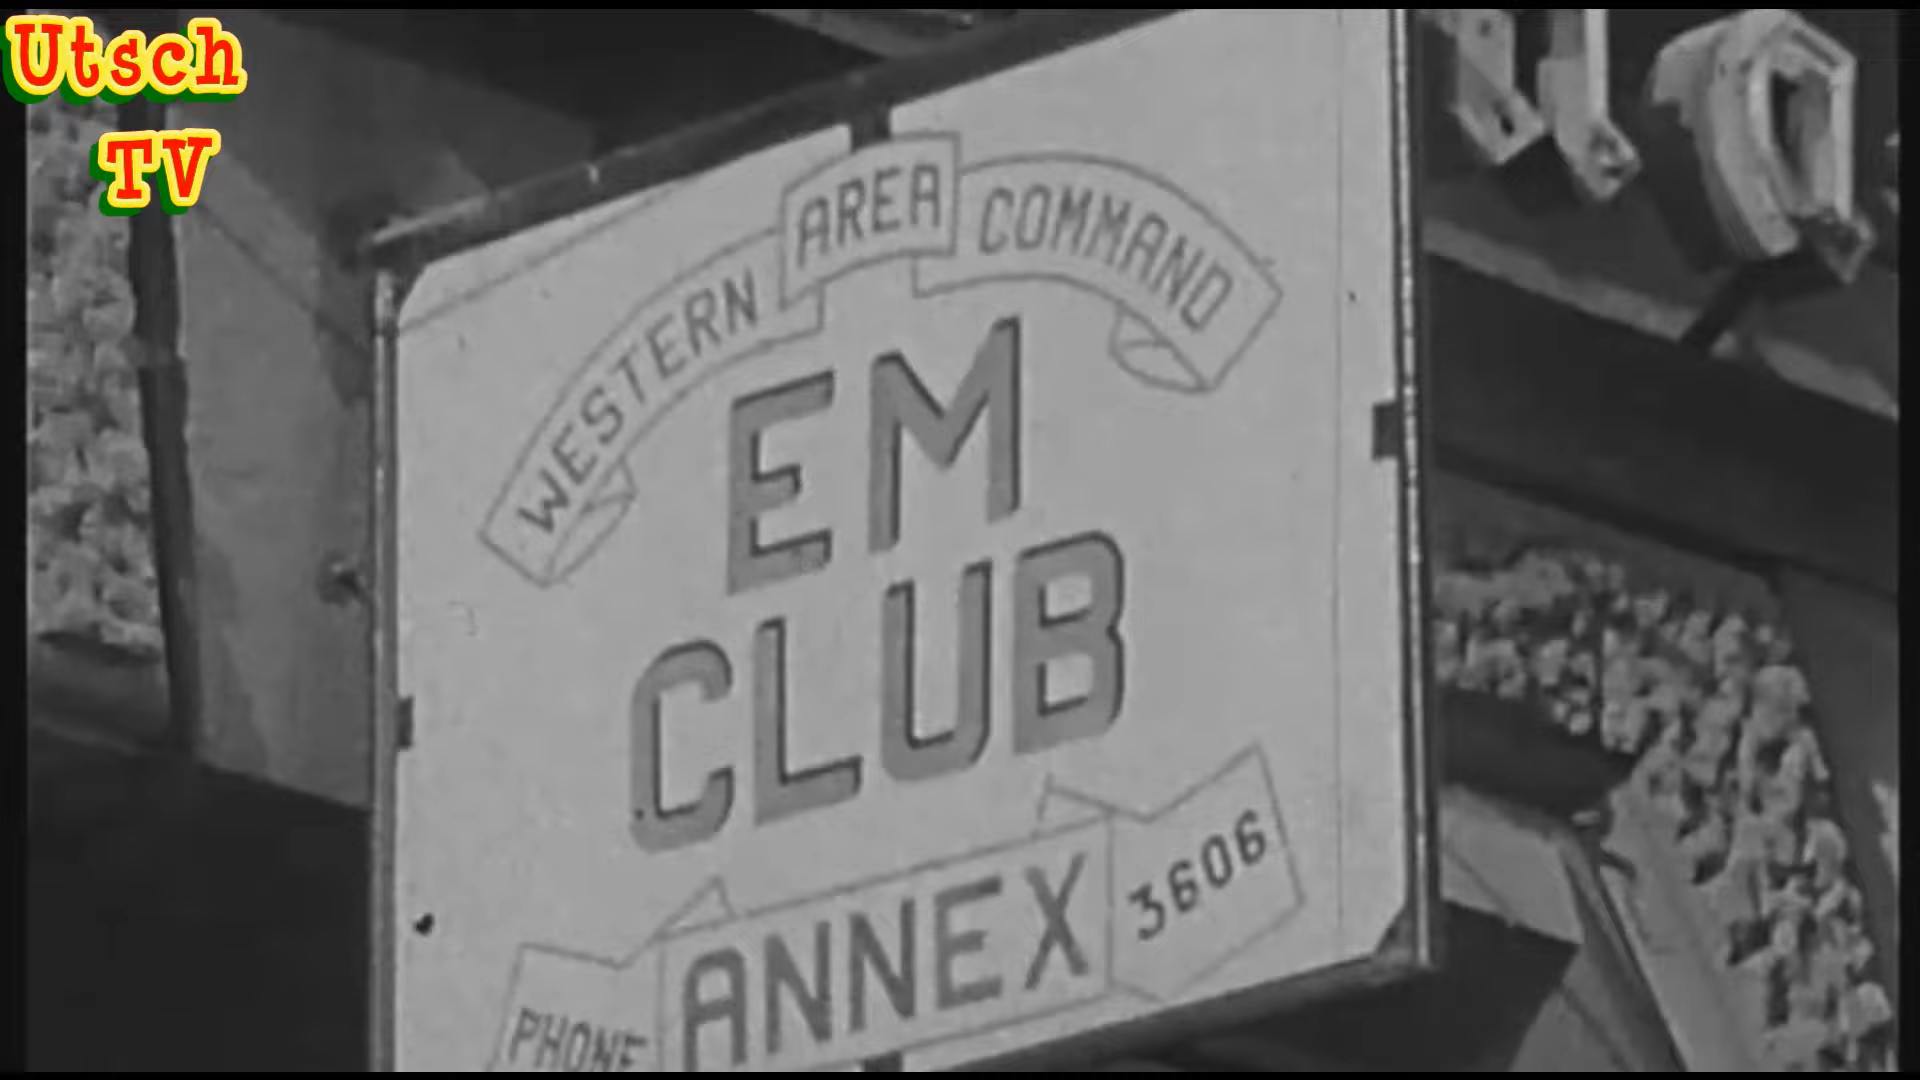 Utsch
TV
WESTERN AREA COMMAND
EM
CLUB
PHONE ANNEX 3606